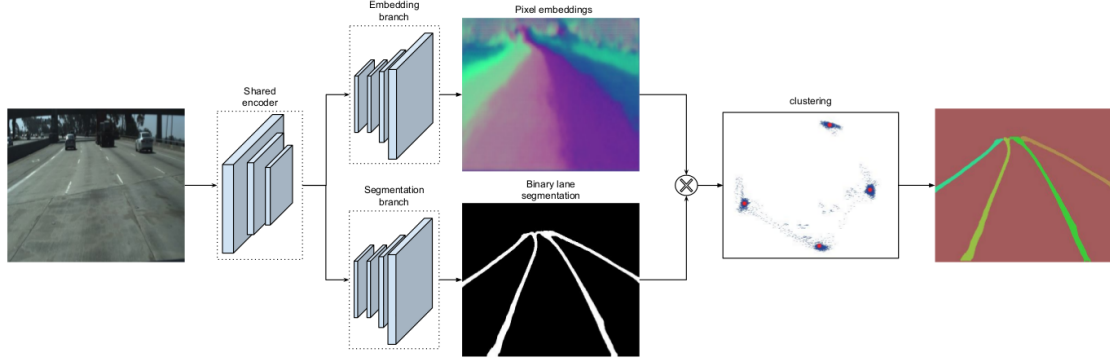 Embedding
branch
Pixel embeddings
Shared
encoder
clustering
Segmentation
branch
Binary lane
segmentation